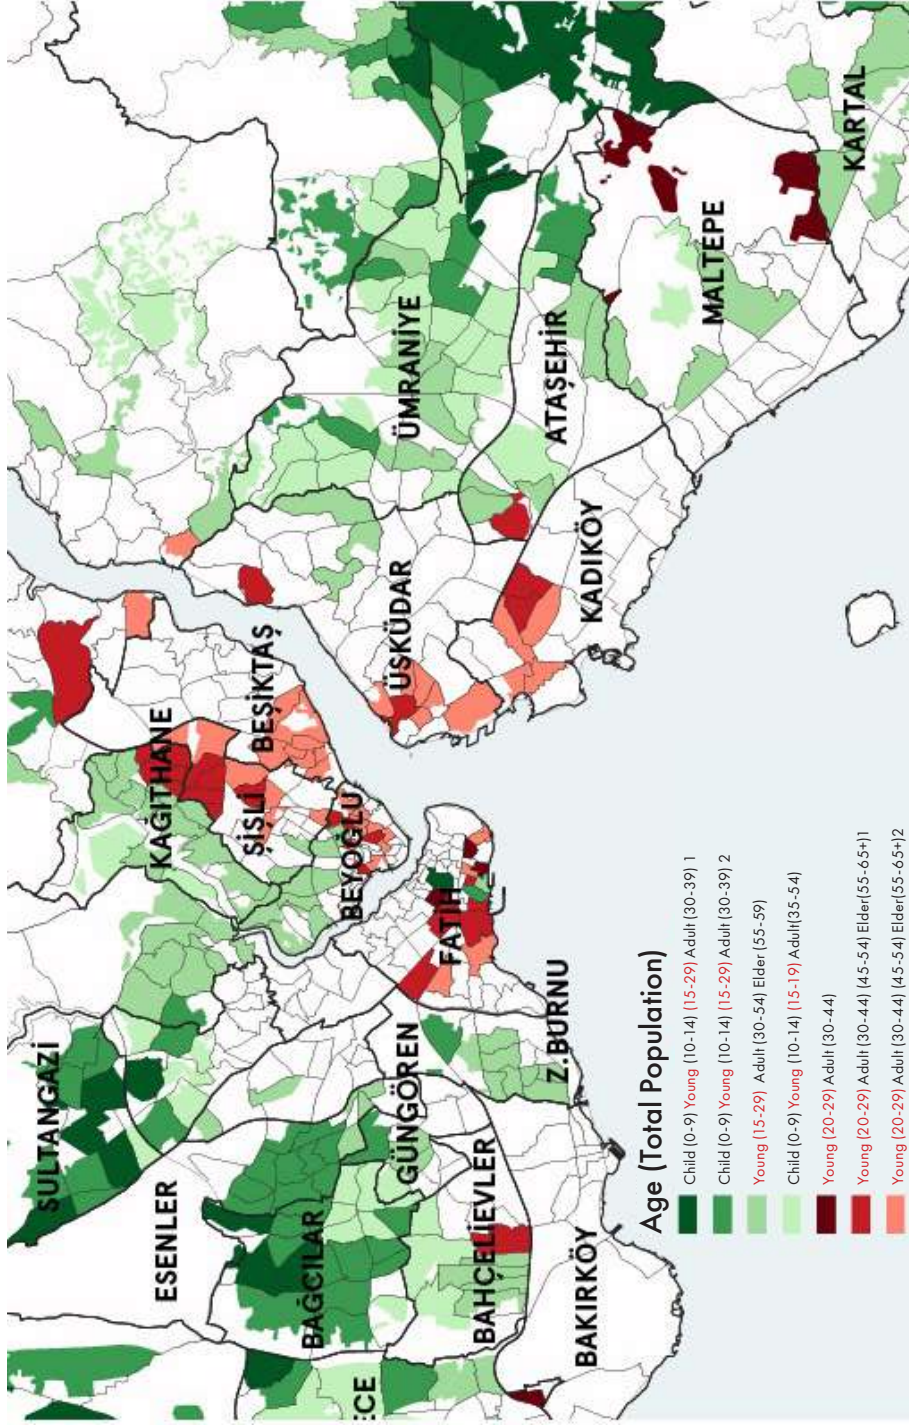 SULTANGAZİ
KAĞITHANE
ESENLER
ŞİŞLİ
BEŞİKTAŞ
BAĞCILAR
BEYOĞLU
ÜSKÜDAR
ÜMRANİYE
ECE
GÜNGÖREN
FATİH
BAHÇELİEVLER
Z.BURNU
ATAŞEHİR
BAKIRKÖY
KADIKÖY
MALTEPE
KARTAL
Age (Total Population)
Child (0-9) Young (10-14) (15-29) Adult (30-39) 1
Child (0-9) Young (10-14) (15-29) Adult (30-39) 2
Young (15-29) Adult (30-54) Elder (55-59)
Child (0-9) Young (10-14) (15-19) Adult(35-54)
Young (20-29) Adult (30-44)
Young (20-29) Adult (30-44) (45-54) Elder(55-65+)1
Young (20-29) Adult (30-44) (45-54) Elder(55-65+)2